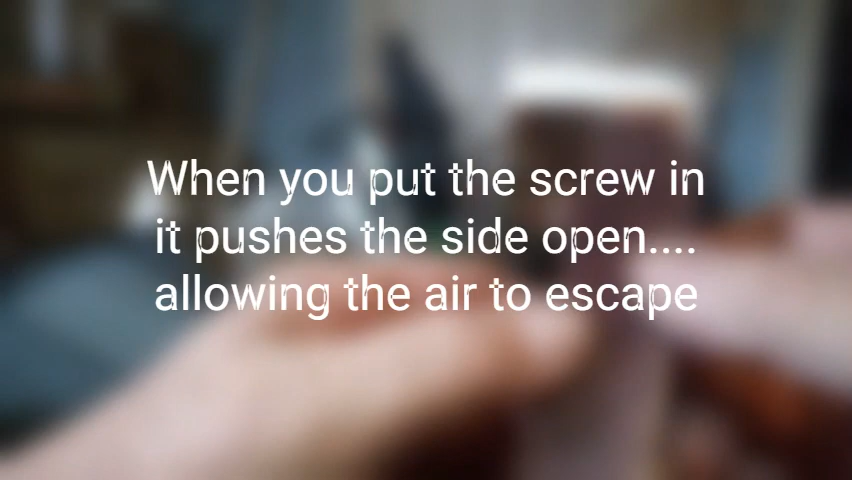 When you put the screw in
it pushes the side open....
allowing the air to escape